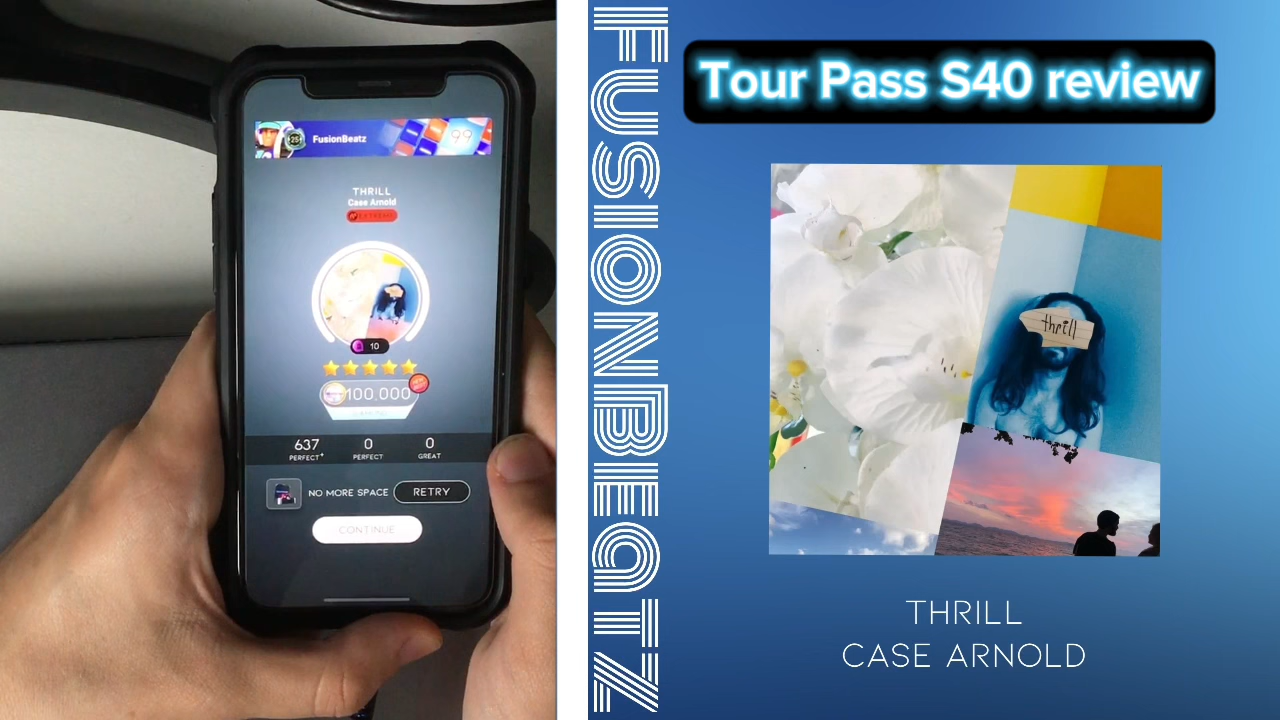 FusionBeatz
99
THRILL
Case Arnold
EXTREME
10
100,000
637
0
0
PERFECT+
PERFECT
GREAT
NO MORE SPACE
RETRY
CONTINUE
FUSIONBEATZ
Tour Pass S40 review
thrill
THRILL
CASE ARNOLD